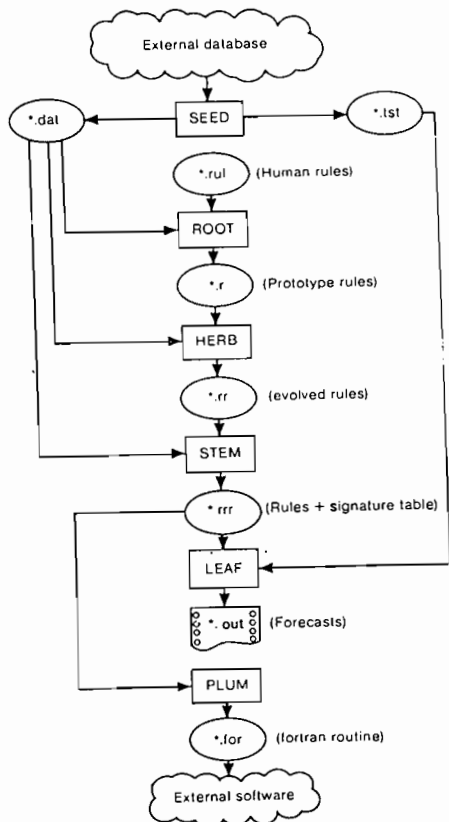 External database
*.dat
SEED
*.tst
*.rul (Human rules)
ROOT
*.r (Prototype rules)
HERB
*.rr (evolved rules)
STEM
*.rrr (Rules + signature table)
LEAF
*. out (Forecasts)
PLUM
*.for (fortran routine)
External software